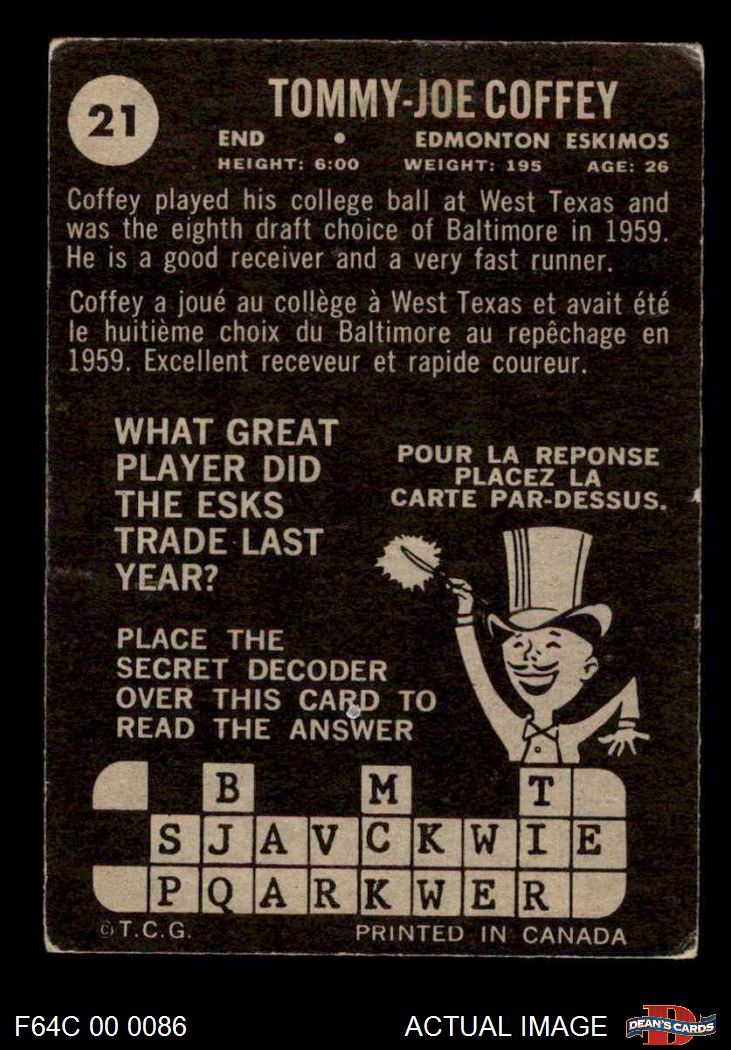 21
TOMMY-JOE COFFEY
END • EDMONTON ESKIMOS
HEIGHT: 6:00 WEIGHT: 195 AGE: 26
Coffey played his college ball at West Texas and
was the eighth draft choice of Baltimore in 1959.
He is a good receiver and a very fast runner.
Coffey a joué au collège à West Texas et avait été
le huitième choix du Baltimore au repêchage en
1959. Excellent receveur et rapide coureur.
WHAT GREAT
PLAYER DID
THE ESKS
TRADE LAST
YEAR?
POUR LA REPONSE
PLACEZ LA
CARTE PAR-DESSUS.
PLACE THE
SECRET DECODER
OVER THIS CARD TO
READ THE ANSWER
B M T
S J A V C K W I E
P Q A R K W E R
© T.C.G. PRINTED IN CANADA
F64C 00 0086 ACTUAL IMAGE DEAN'S CARDS